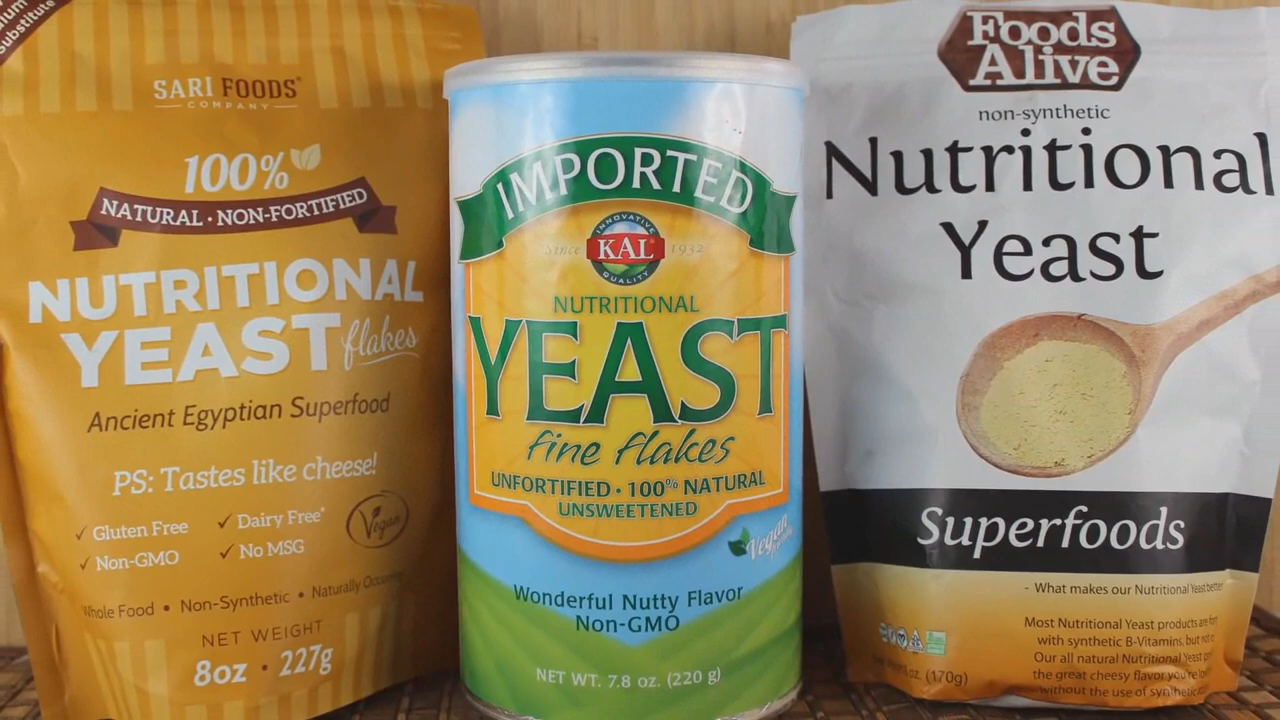 Substitute
SARI FOODS®
COMPANY
100%
NATURAL • NON-FORTIFIED
NUTRITIONAL
YEAST flakes
Ancient Egyptian Superfood
PS: Tastes like cheese!
✓ Gluten Free ✓ Dairy Free*
✓ Non-GMO ✓ No MSG
Vegan
Whole Food • Non-Synthetic • Naturally
NET WEIGHT
8oz • 227g
IMPORTED
INNOVATIVE
Since KAL 1932
QUALITY
NUTRITIONAL
YEAST
fine flakes
UNFORTIFIED • 100% NATURAL
UNSWEETENED
Vegan
Wonderful Nutty Flavor
Non-GMO
NET WT. 7.8 oz. (220 g)
Foods
Alive
non-synthetic
Nutritional
Yeast
Superfoods
- What makes our Nutritional Yeast better
Most Nutritional Yeast products are
with synthetic B-Vitamins, but
Our all natural Nutritional Yeast
the great cheesy flavor you're
without the use of
oz. (170g)